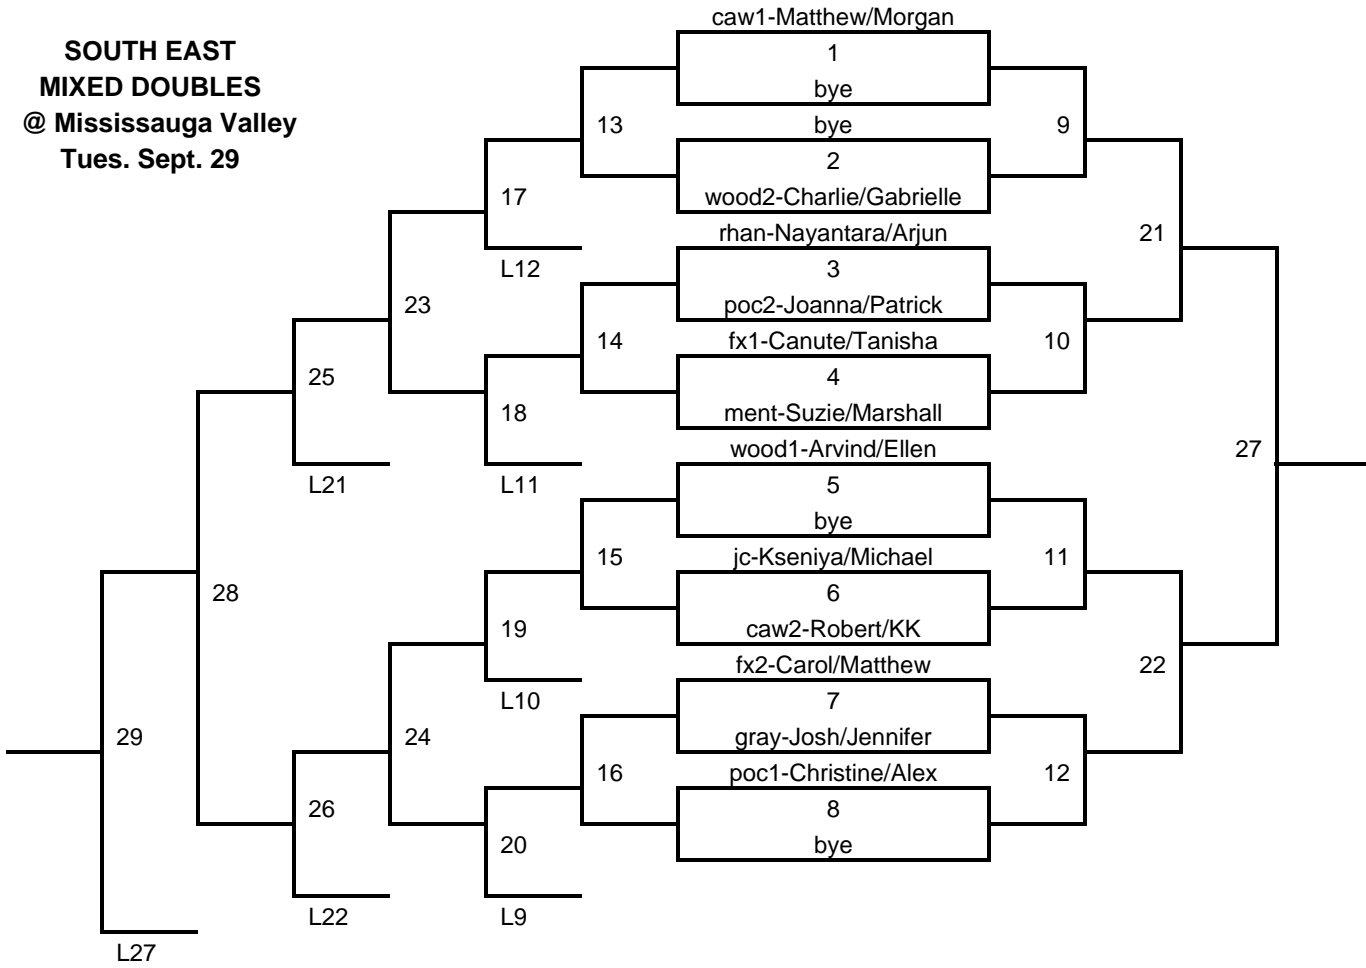 caw1-Matthew/Morgan
SOUTH EAST
1
MIXED DOUBLES
bye
@ Mississauga Valley
13
bye
9
Tues. Sept. 29
2
17
wood2-Charlie/Gabrielle
rhan-Nayantara/Arjun
21
L12
3
23
poc2-Joanna/Patrick
14
fx1-Canute/Tanisha
10
25
4
18
ment-Suzie/Marshall
wood1-Arvind/Ellen
27
L21
L11
5
bye
15
jc-Kseniya/Michael
11
28
6
19
caw2-Robert/KK
fx2-Carol/Matthew
22
L10
7
29
24
gray-Josh/Jennifer
16
poc1-Christine/Alex
12
26
8
20
bye
L22
L9
L27